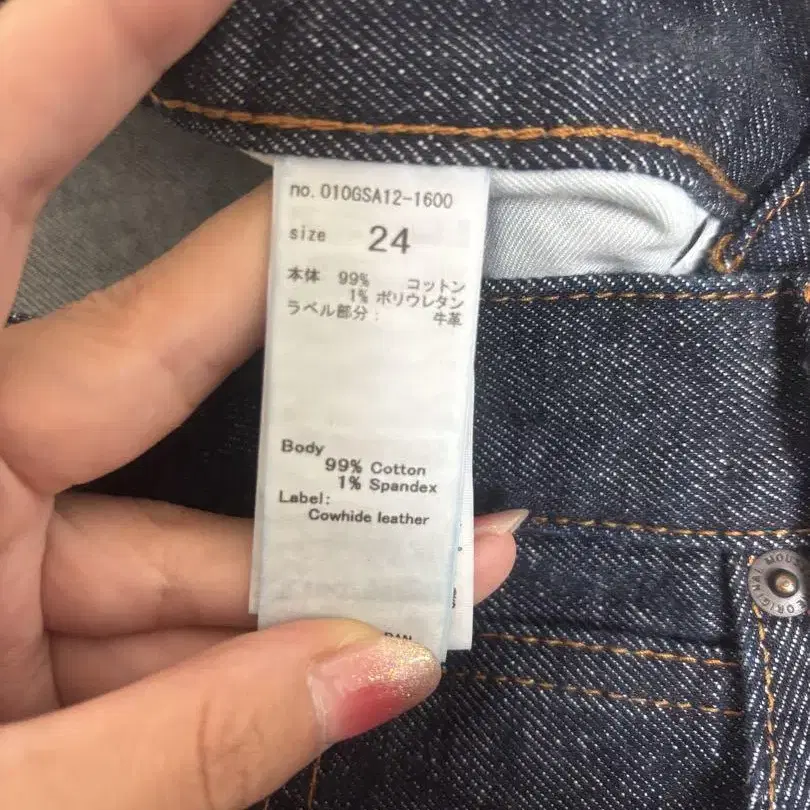 no. 010GSA12-1600
size 24
本体 99% コットン
1% ポリウレタン
ラベル部分: 牛革
Body
99% Cotton
1% Spandex
Label:
Cowhide leather
ORIGINAL